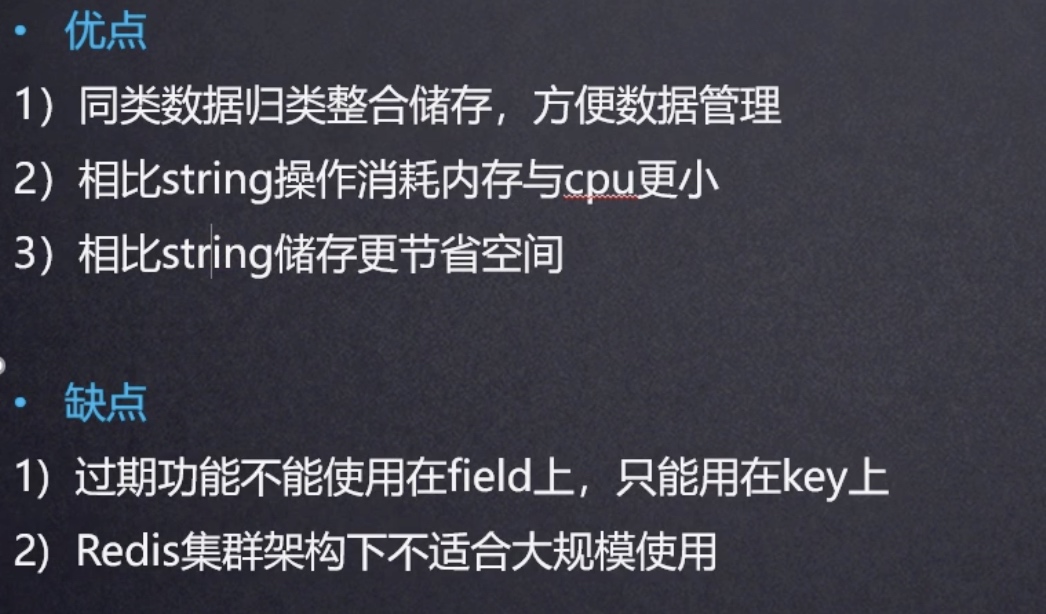 • 优点
1）同类数据归类整合储存，方便数据管理
2）相比string操作消耗内存与cpu更小
3）相比string储存更节省空间
• 缺点
1）过期功能不能使用在field上，只能用在key上
2）Redis集群架构下不适合大规模使用